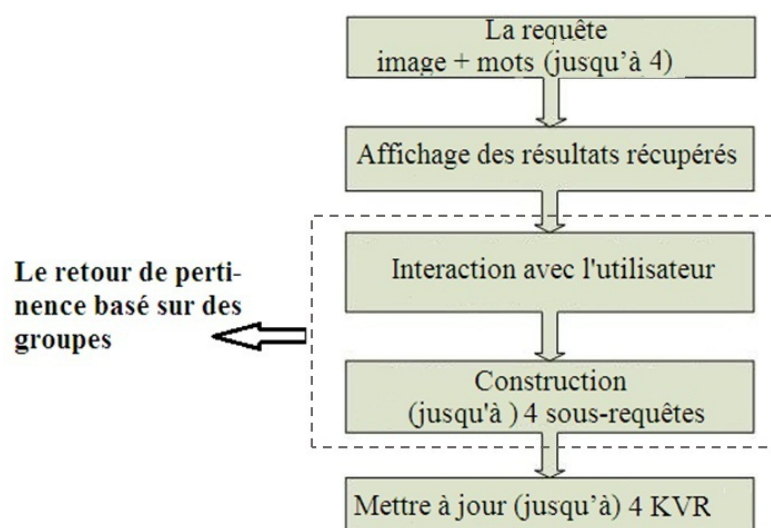 La requête
image + mots (jusqu’à 4)
Affichage des résultats récupérés
Interaction avec l'utilisateur
Le retour de perti-
nence basé sur des
groupes
Construction
(jusqu'à ) 4 sous-requêtes
Mettre à jour (jusqu’à) 4 KVR